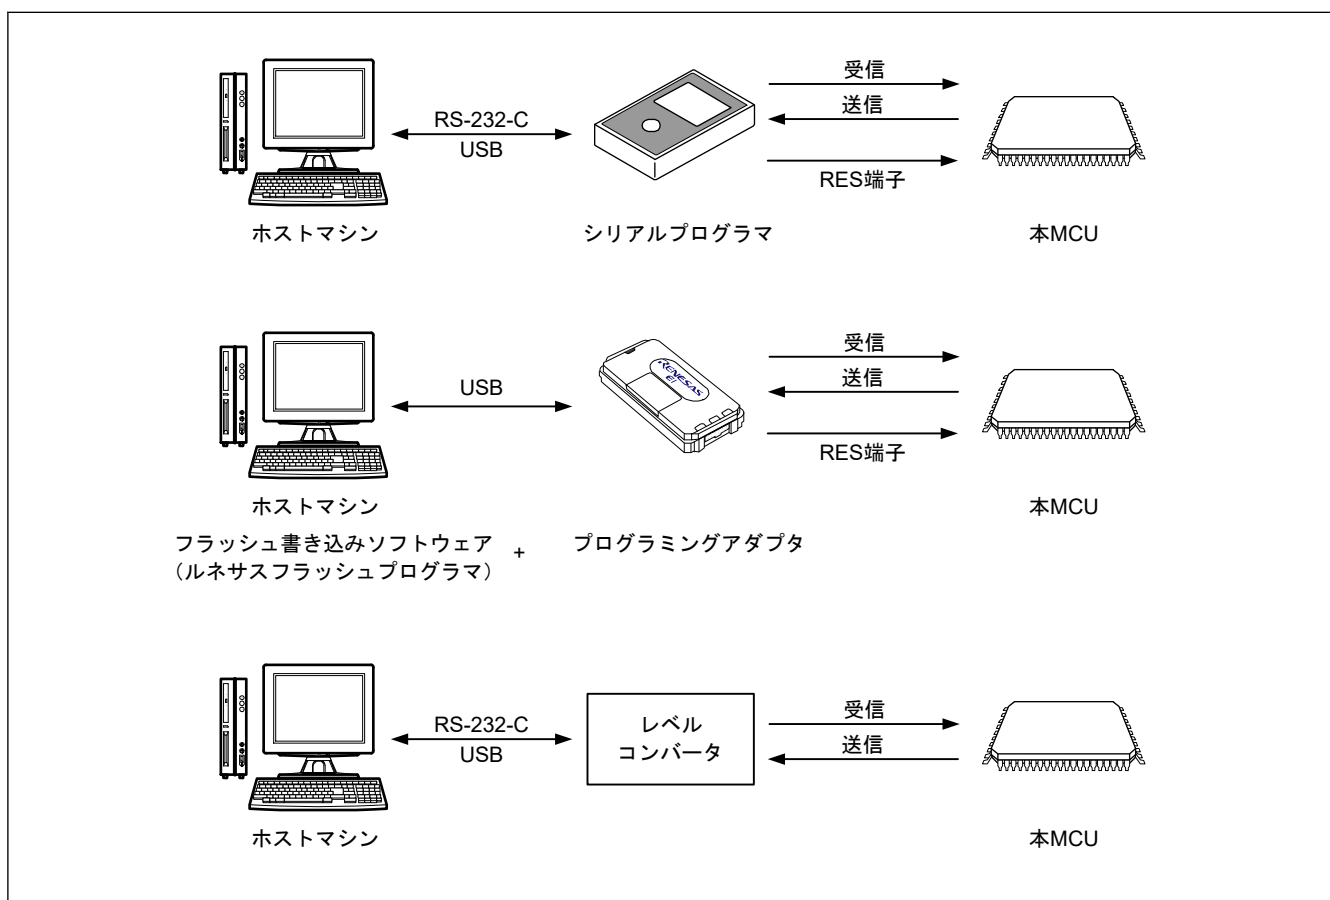 受信
RS-232-C
送信
USB
RES端子
ホストマシン
シリアルプログラマ
本MCU
受信
USB
RENESAS
E1
送信
RES端子
ホストマシン
本MCU
フラッシュ書き込みソフトウェア
(ルネサスフラッシュプログラマ)
+
プログラミングアダプタ
RS-232-C
USB
レベル
コンバータ
受信
送信
ホストマシン
本MCU